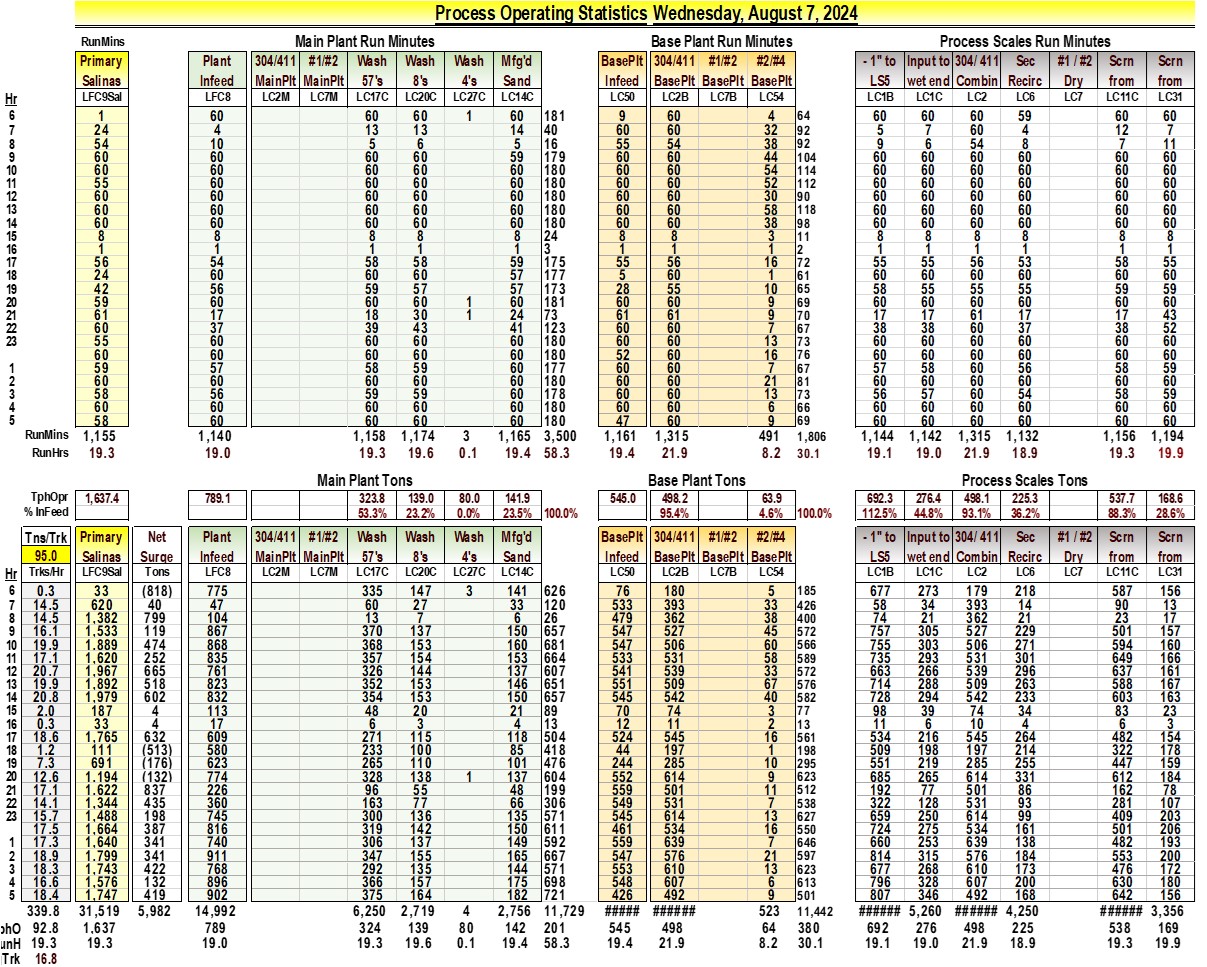 Process Operating Statistics Wednesday, August 7, 2024
RunMins Main Plant Run Minutes Base Plant Run Minutes Process Scales Run Minutes
Primary Plant 304/411 #1/#2 Wash Wash Wash Mfg'd BasePlt 304/411 #1/#2 #2/#4 - 1" to Input to 304/ 411 Sec #1 / #2 Scrn Scrn
Salinas Infeed MainPlt MainPlt 57's 8's 4's Sand Infeed BasePlt BasePlt BasePlt LS5 wet end Combin Recirc Dry from from
Hr LFC9Sal LFC8 LC2M LC7M LC17C LC20C LC27C LC14C LC50 LC2B LC7B LC54 LC1B LC1C LC2 LC6 LC7 LC11C LC31
6 1 60 60 60 1 60 181 9 60 4 64 60 60 60 59 60 60
7 24 4 13 13 14 40 60 60 32 92 5 7 60 4 12 7
8 54 10 5 6 5 16 55 54 38 92 9 6 54 8 7 11
9 60 60 60 60 59 179 60 60 44 104 60 60 60 60 60 60
10 60 60 60 60 60 180 60 60 54 114 60 60 60 60 60 60
11 55 60 60 60 60 180 60 60 52 112 60 60 60 60 60 60
12 60 60 60 60 60 180 60 60 30 90 60 60 60 60 60 60
13 60 60 60 60 60 180 60 60 58 118 60 60 60 60 60 60
14 60 60 60 60 60 180 60 60 38 98 60 60 60 60 60 60
15 8 8 8 8 8 24 8 8 3 11 8 8 8 8 8 8
16 1 1 1 1 1 3 1 1 1 2 1 1 1 1 1 1
17 56 54 58 58 59 175 55 56 16 72 55 55 56 53 58 55
18 24 60 60 60 57 177 5 60 1 61 60 60 60 60 60 60
19 42 56 59 57 57 173 28 55 10 65 58 55 55 55 59 59
20 59 60 60 60 1 60 181 60 60 9 69 60 60 60 60 60 60
21 61 17 18 30 1 24 73 61 61 9 70 17 17 61 17 17 43
22 60 37 39 43 41 123 60 60 7 67 38 38 60 37 38 52
23 55 60 60 60 60 180 60 60 13 73 60 60 60 60 60 60
60 60 60 60 60 180 52 60 16 76 60 60 60 60 60 60
1 59 57 58 59 60 177 60 60 7 67 57 58 60 56 58 59
2 60 60 60 60 60 180 60 60 21 81 60 60 60 60 60 60
3 58 56 59 59 60 178 60 60 13 73 56 57 60 54 58 59
4 60 60 60 60 60 180 60 60 6 66 60 60 60 60 60 60
5 58 60 60 60 60 180 47 60 9 69 60 60 60 60 60 60
RunMins 1,155 1,140 1,158 1,174 3 1,165 3,500 1,161 1,315 491 1,806 1,144 1,142 1,315 1,132 1,156 1,194
RunHrs 19.3 19.0 19.3 19.6 0.1 19.4 58.3 19.4 21.9 8.2 30.1 19.1 19.0 21.9 18.9 19.3 19.9
Main Plant Tons Base Plant Tons Process Scales Tons
TphOpr 1,637.4 789.1 323.8 139.0 80.0 141.9 545.0 498.2 63.9 692.3 276.4 498.1 225.3 537.7 168.6
% InFeed 53.3% 23.2% 0.0% 23.5% 100.0% 95.4% 4.6% 100.0% 112.5% 44.8% 93.1% 36.2% 88.3% 28.6%
Tns/Trk Primary Net Plant 304/411 #1/#2 Wash Wash Wash Mfg'd BasePlt 304/411 #1/#2 #2/#4 - 1" to Input to 304/ 411 Sec #1 / #2 Scrn Scrn
95.0 Salinas Surge Infeed MainPlt MainPlt 57's 8's 4's Sand Infeed BasePlt BasePlt BasePlt LS5 wet end Combin Recirc Dry from from
Hr Trks/Hr LFC9Sal Tons LFC8 LC2M LC7M LC17C LC20C LC27C LC14C LC50 LC2B LC7B LC54 LC1B LC1C LC2 LC6 LC7 LC11C LC31
6 0.3 33 (818) 775 335 147 3 141 626 76 180 5 185 677 273 179 218 587 156
7 14.5 620 40 47 60 27 33 120 533 393 33 426 58 34 393 14 90 13
8 14.5 1,382 799 104 13 7 6 26 479 362 38 400 74 21 362 21 23 17
9 16.1 1,533 119 867 370 137 150 657 547 527 45 572 757 305 527 229 501 157
10 19.9 1,889 474 868 368 153 160 681 547 506 60 566 755 303 506 271 594 160
11 17.1 1,620 252 835 357 154 153 664 533 531 58 589 735 293 531 301 649 166
12 20.7 1,967 665 761 326 144 137 607 541 539 33 572 663 266 539 296 637 161
13 19.9 1,892 518 823 352 153 146 651 551 509 67 576 714 288 509 263 588 167
14 20.8 1,979 602 832 354 153 150 657 545 542 40 582 728 294 542 233 603 163
15 2.0 187 4 113 48 20 21 89 70 74 3 77 98 39 74 34 83 23
16 0.3 33 4 17 6 3 4 13 12 11 2 13 11 6 10 4 6 3
17 18.6 1,765 632 609 271 115 118 504 524 545 16 561 534 216 545 264 482 154
18 1.2 111 (513) 580 233 100 85 418 44 197 1 198 509 198 197 214 322 178
19 7.3 691 (176) 623 265 110 101 476 244 285 10 295 551 219 285 255 447 159
20 12.6 1,194 (132) 774 328 138 1 137 604 552 614 9 623 685 265 614 331 612 184
21 17.1 1,622 837 226 96 55 48 199 559 501 11 512 192 77 501 86 162 78
22 14.1 1,344 435 360 163 77 66 306 549 531 7 538 322 128 531 93 281 107
23 15.7 1,488 198 745 300 136 135 571 545 614 13 627 659 250 614 99 409 203
17.5 1,664 387 816 319 142 150 611 461 534 16 550 724 275 534 161 501 206
1 17.3 1,640 341 740 306 137 149 592 559 639 7 646 660 253 639 138 482 193
2 18.9 1,799 341 911 347 155 165 667 547 576 21 597 814 315 576 184 553 200
3 18.3 1,743 422 768 292 135 144 571 553 610 13 623 677 268 610 173 476 172
4 16.6 1,576 132 896 366 157 175 698 548 607 6 613 796 328 607 200 630 180
5 18.4 1,747 419 902 375 164 182 721 426 492 9 501 807 346 492 168 642 156
339.8 31,519 5,982 14,992 6,250 2,719 4 2,756 11,729 ##### ###### 523 11,442 ###### 5,260 ###### 4,250 ###### 3,356
phO 92.8 1,637 789 324 139 80 142 201 545 498 64 380 692 276 498 225 538 169
unH 19.3 19.3 19.0 19.3 19.6 0.1 19.4 58.3 19.4 21.9 8.2 30.1 19.1 19.0 21.9 18.9 19.3 19.9
Trk 16.8